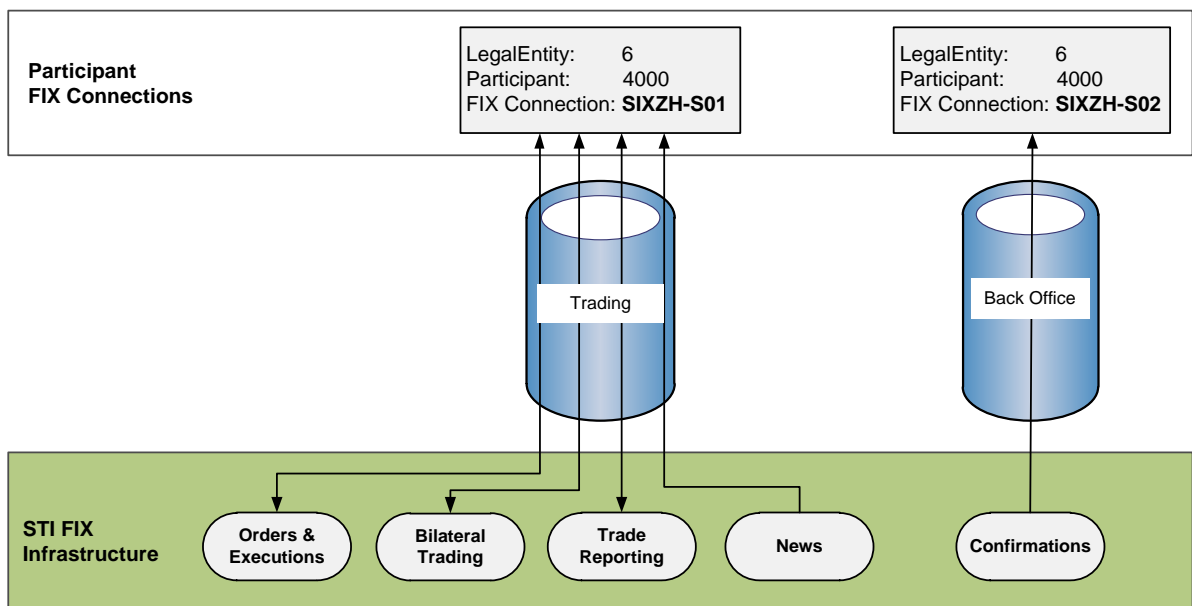 Participant
FIX Connections
LegalEntity: 6
Participant: 4000
FIX Connection: SIXZH-S01
LegalEntity: 6
Participant: 4000
FIX Connection: SIXZH-S02
Trading
Back Office
STI FIX
Infrastructure
Orders &
Executions
Bilateral
Trading
Trade
Reporting
News
Confirmations